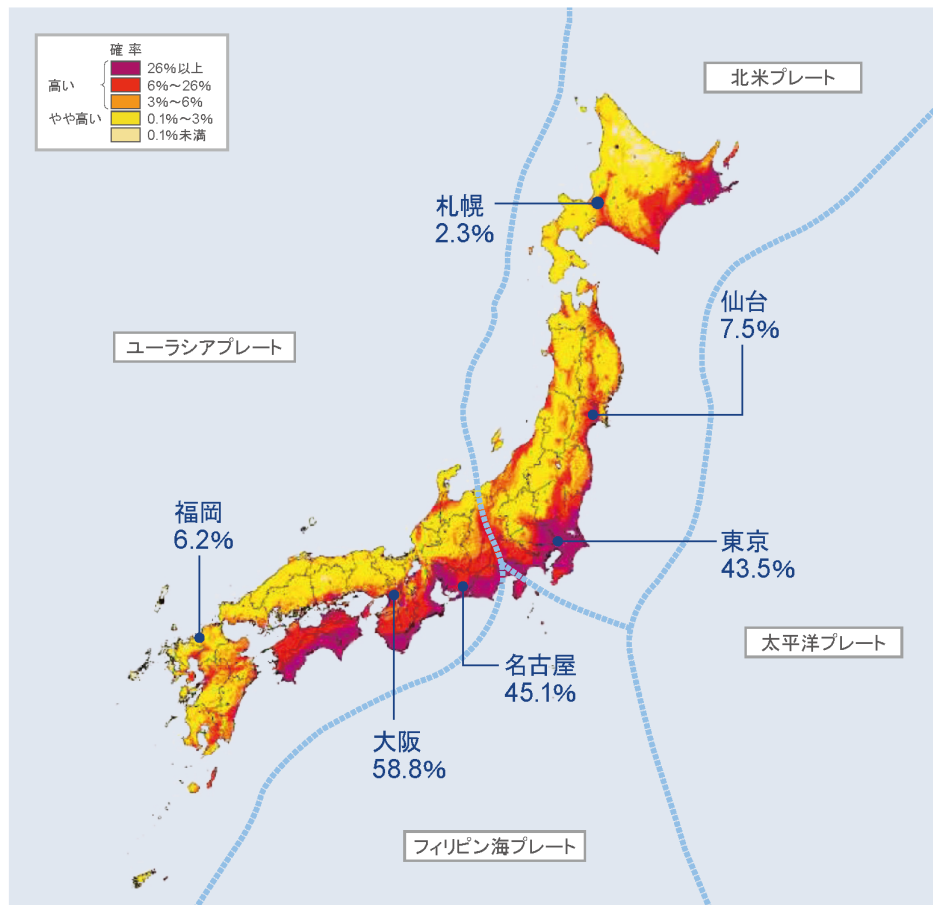 確 率
高い
26%以上
6%～26%
3%～6%
やや高い
0.1%～3%
0.1%未満
北米プレート
札幌
2.3%
仙台
7.5%
ユーラシアプレート
福岡
6.2%
東京
43.5%
太平洋プレート
名古屋
45.1%
大阪
58.8%
フィリピン海プレート